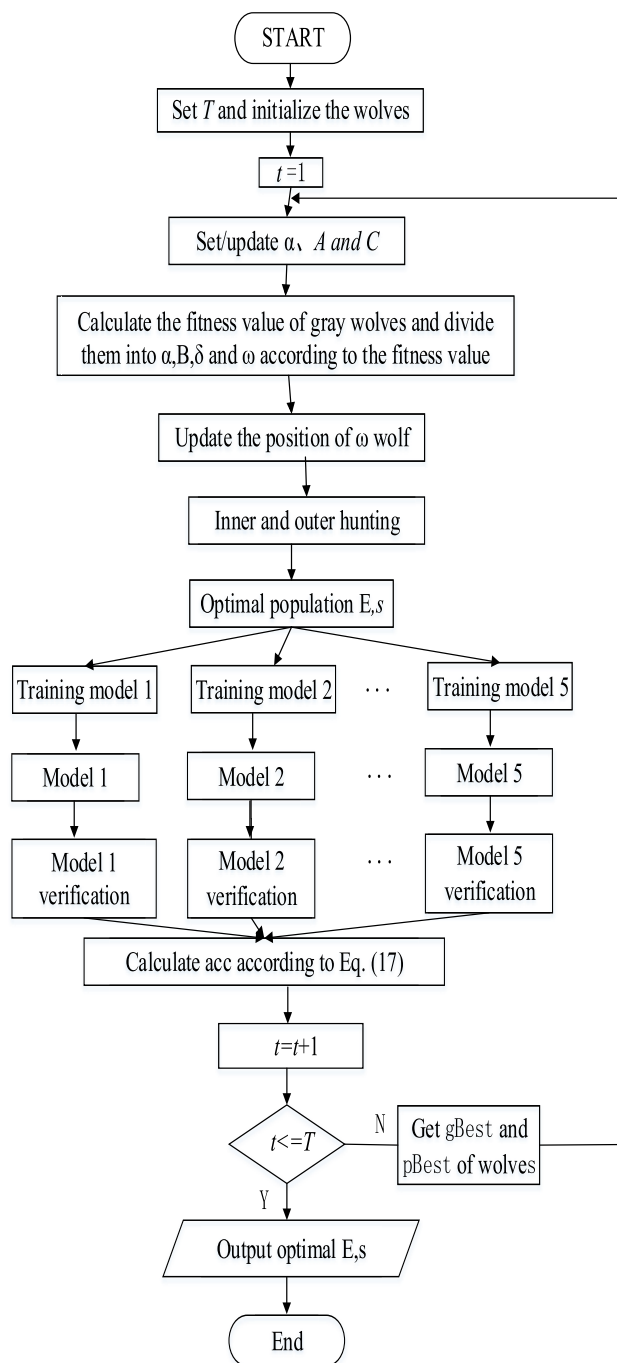 START
Set T and initialize the wolves
t=1
Set/update α、A and C
Calculate the fitness value of gray wolves and divide
them into α,B,δ and ω according to the fitness value
Update the position of ω wolf
Inner and outer hunting
Optimal population E,s
Training model 1
Training model 2
···
Training model 5
Model 1
Model 2
···
Model 5
Model 1
verification
Model 2
verification
···
Model 5
verification
Calculate acc according to Eq. (17)
t=t+1
t<=T
N
Get gBest and
pBest of wolves
Y
Output optimal E,s
End